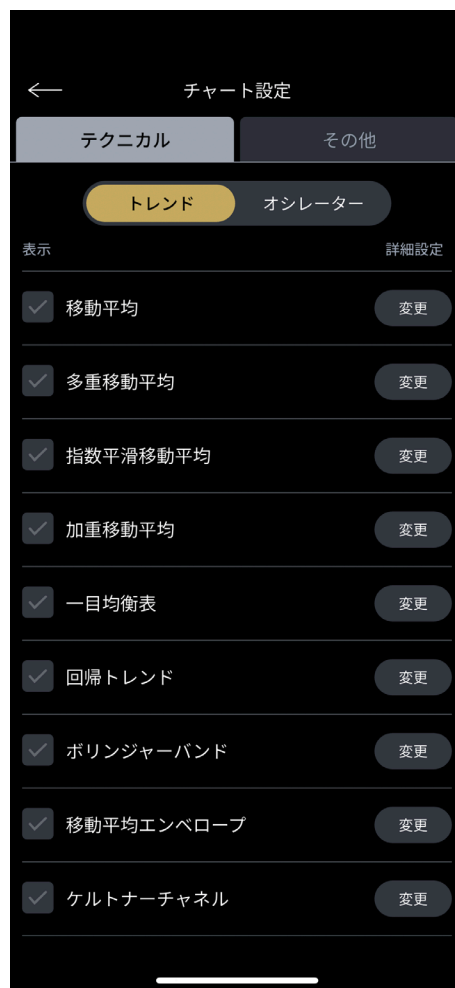 チャート設定
テクニカル
その他
トレンド
オシレーター
表示
詳細設定
移動平均
変更
多重移動平均
変更
指数平滑移動平均
変更
加重移動平均
変更
一目均衡表
変更
回帰トレンド
変更
ボリンジャーバンド
変更
移動平均エンベロープ
変更
ケルトナーチャネル
変更